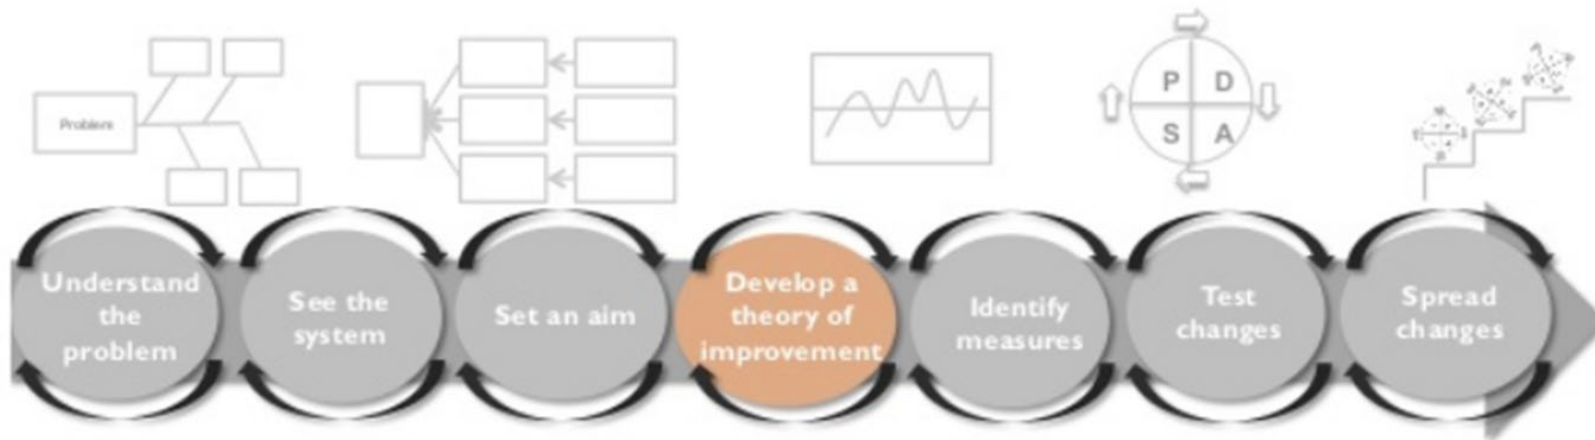 Problem
P D
S A
Understand
the
problem
See the
system
Set an aim
Develop a
theory of
improvement
Identify
measures
Test
changes
Spread
changes